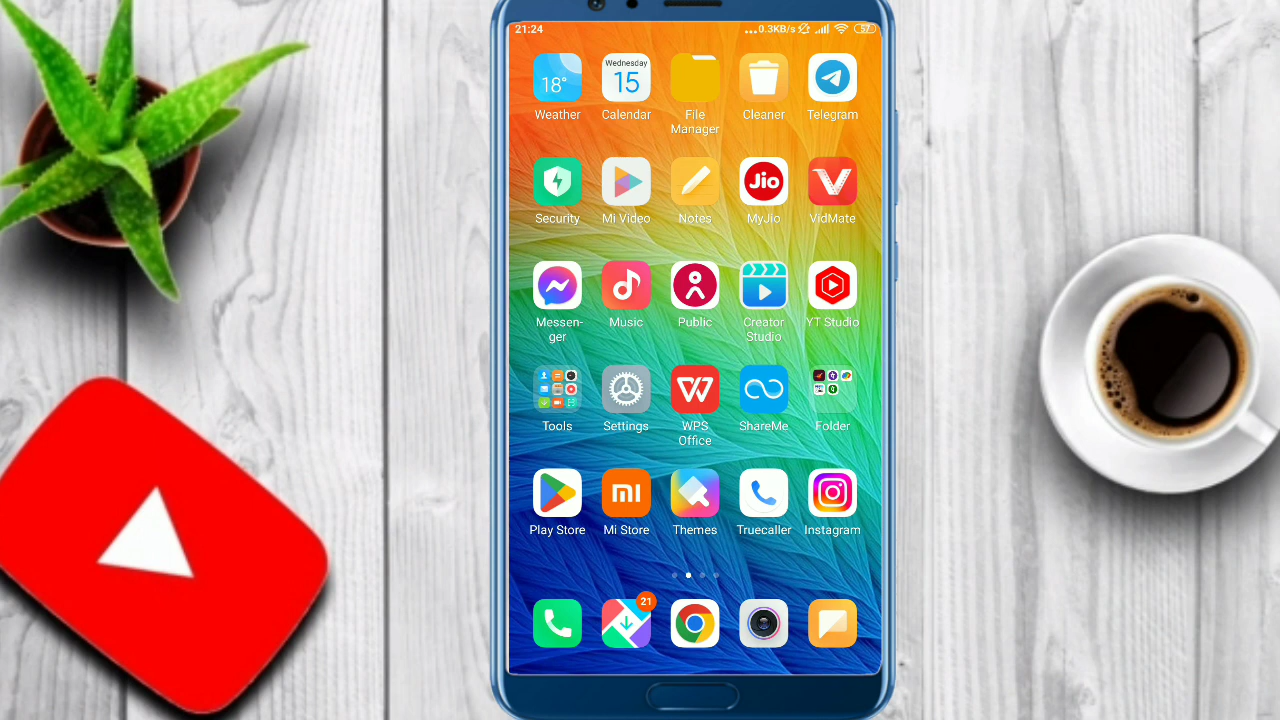 21:24
...0.3KB/s
57
18°
Wednesday
15
Weather
Calendar
File
Manager
Cleaner
Telegram
Jio
Security
Mi Video
Notes
MyJio
VidMate
Messen-
ger
Music
Public
Creator
Studio
YT Studio
Tools
Settings
WPS
Office
ShareMe
Folder
mi
Play Store
Mi Store
Themes
Truecaller
Instagram
21